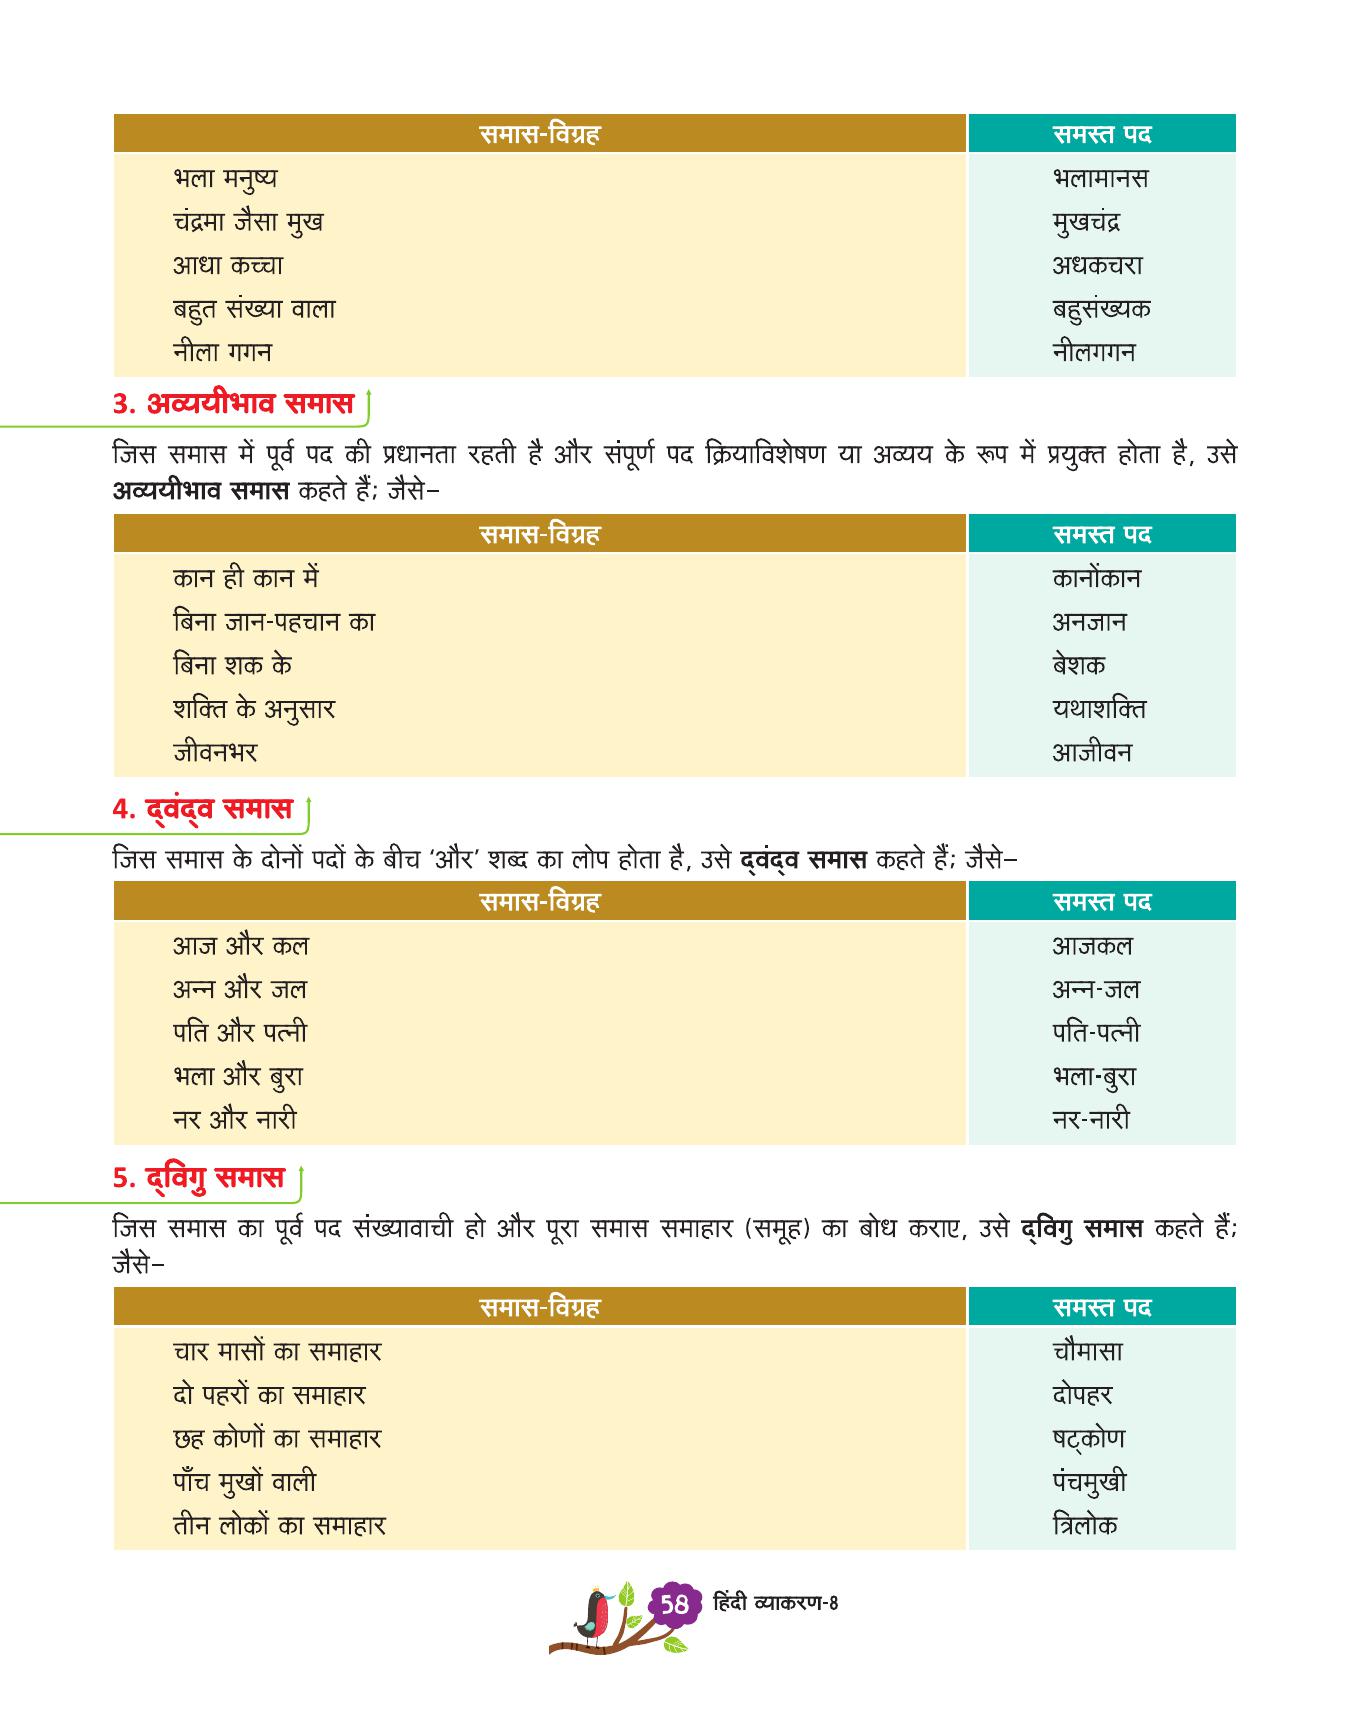 समास-विग्रह समस्त पद
भला मनुष्य भलामानस
चंद्रमा जैसा मुख मुखचंद्र
आधा कच्चा अधकचरा
बहुत संख्या वाला बहुसंख्यक
नीला गगन नीलगगन
3. अव्ययीभाव समास
जिस समास में पूर्व पद की प्रधानता रहती है और संपूर्ण पद क्रियाविशेषण या अव्यय के रूप में प्रयुक्त होता है, उसे
अव्ययीभाव समास कहते हैं; जैसे–
समास-विग्रह समस्त पद
कान ही कान में कानोंकान
बिना जान-पहचान का अनजान
बिना शक के बेशक
शक्ति के अनुसार यथाशक्ति
जीवनभर आजीवन
4. द्‌वंद्‌व समास
जिस समास के दोनों पदों के बीच ‘और’ शब्द का लोप होता है, उसे द्‌वंद्‌व समास कहते हैं; जैसे–
समास-विग्रह समस्त पद
आज और कल आजकल
अन्न और जल अन्न-जल
पति और पत्नी पति-पत्नी
भला और बुरा भला-बुरा
नर और नारी नर-नारी
5. द्‌विगु समास
जिस समास का पूर्व पद संख्यावाची हो और पूरा समास समाहार (समूह) का बोध कराए, उसे द्‌विगु समास कहते हैं;
जैसे–
समास-विग्रह समस्त पद
चार मासों का समाहार चौमासा
दो पहरों का समाहार दोपहर
छह कोणों का समाहार षट्‌कोण
पाँच मुखों वाली पंचमुखी
तीन लोकों का समाहार त्रिलोक
58 हिंदी व्याकरण-8